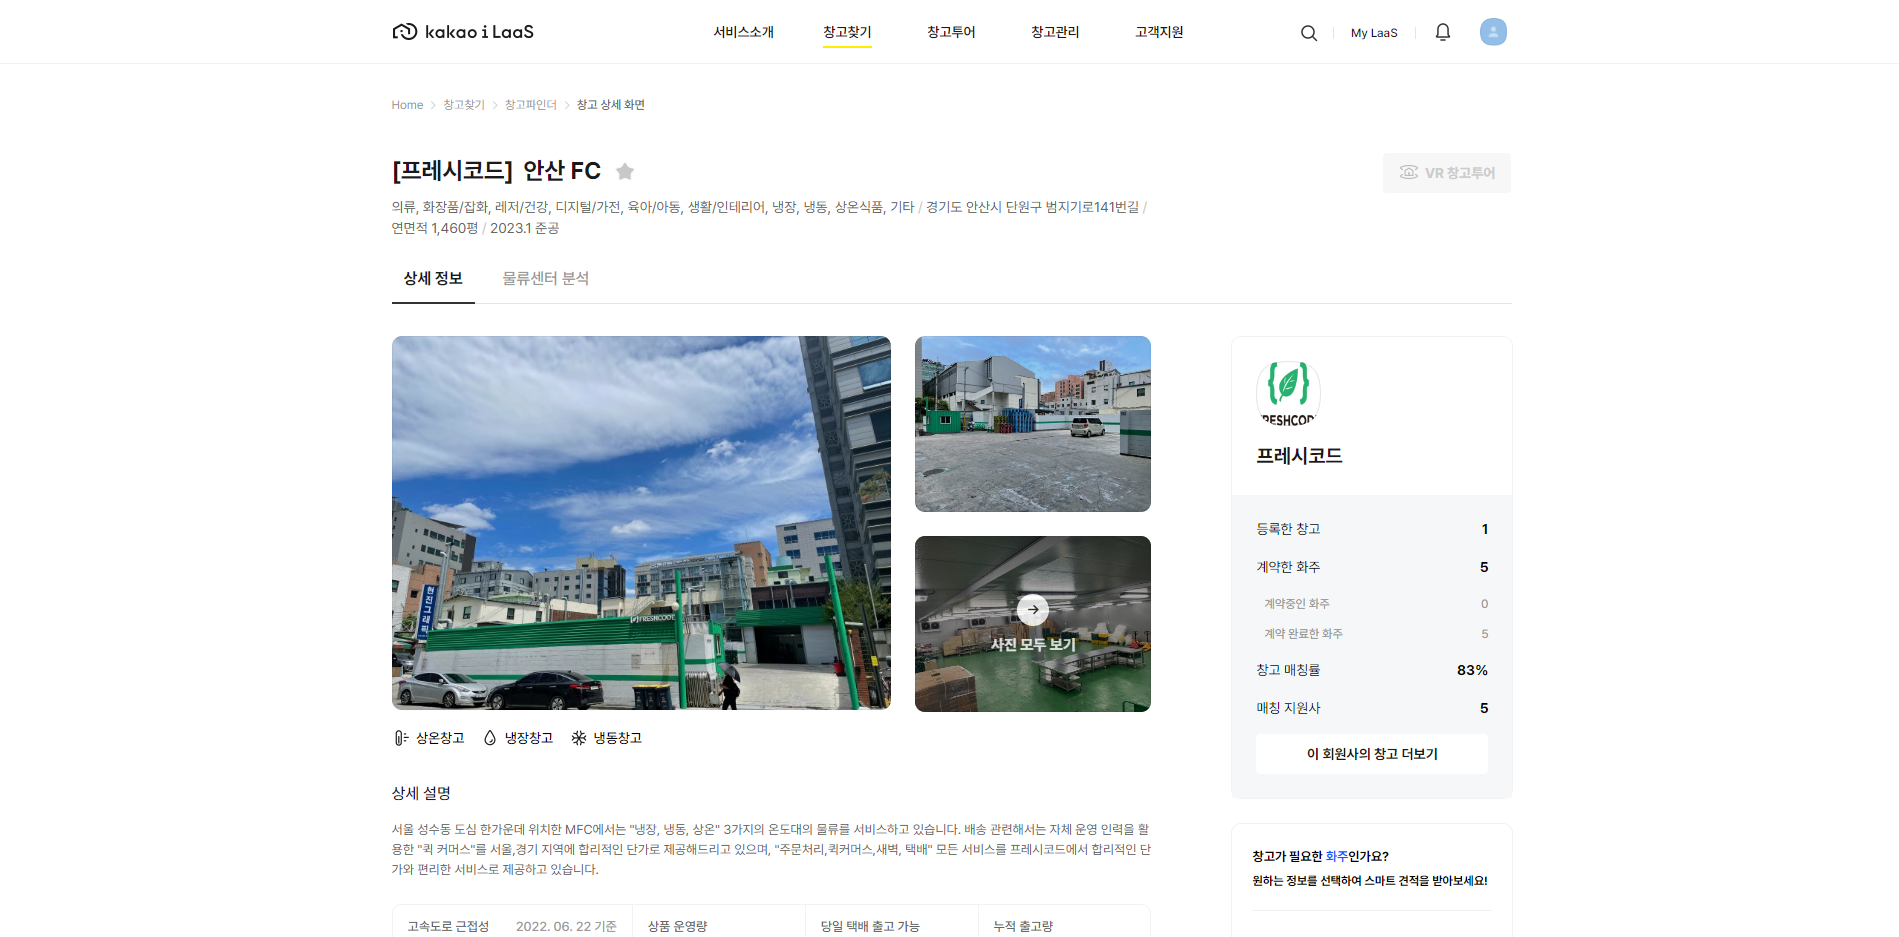 kakao i LaaS
서비스소개
창고찾기
창고투어
창고관리
고객지원
My LaaS
Home > 창고찾기 > 창고파인더 > 창고 상세 화면
[프레시코드] 안산 FC
VR 창고투어
의류, 화장품/잡화, 레저/건강, 디지털/가전, 육아/아동, 생활/인테리어, 냉장, 냉동, 상온식품, 기타 / 경기도 안산시 단원구 범지기로141번길 /
연면적 1,460평 / 2023.1 준공
상세 정보
물류센터 분석
현진그래픽
FRESHCODE
사진 모두 보기
상온창고
냉장창고
냉동창고
상세 설명
서울 성수동 도심 한가운데 위치한 MFC에서는 "냉장, 냉동, 상온" 3가지의 온도대의 물류를 서비스하고 있습니다. 배송 관련해서는 자체 운영 인력을 활
용한 "퀵 커머스"를 서울,경기 지역에 합리적인 단가로 제공해드리고 있으며, "주문처리,퀵커머스,새벽, 택배" 모든 서비스를 프레시코드에서 합리적인 단
가와 편리한 서비스로 제공하고 있습니다.
고속도로 근접성
2022. 06. 22 기준
상품 운영량
당일 택배 출고 가능
누적 출고량
FRESHCODE
프레시코드
등록한 창고 1
계약한 화주 5
계약중인 화주 0
계약 완료한 화주 5
창고 매칭률 83%
매칭 지원사 5
이 회원사의 창고 더보기
창고가 필요한 화주인가요?
원하는 정보를 선택하여 스마트 견적을 받아보세요!